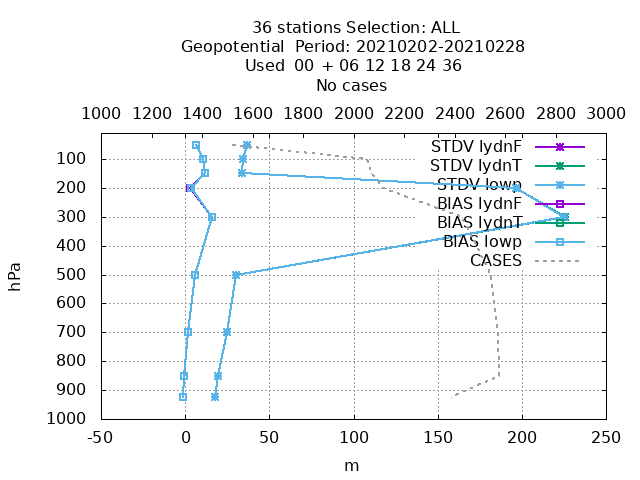 36 stations Selection: ALL
Geopotential Period: 20210202-20210228
Used 00 + 06 12 18 24 36
No cases
1000 1200 1400 1600 1800 2000 2200 2400 2600 2800 3000
STDV lydnF
STDV lydnT
STDV lowp
BIAS lydnF
BIAS lydnT
BIAS lowp
CASES
100
200
300
400
500
600
700
800
900
1000
hPa
-50 0 50 100 150 200 250
m